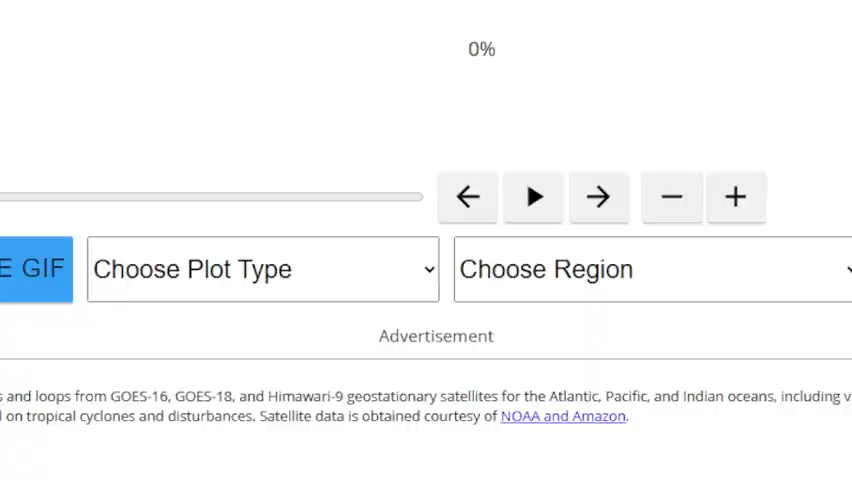 0%
E GIF Choose Plot Type Choose Region
Advertisement
s and loops from GOES-16, GOES-18, and Himawari-9 geostationary satellites for the Atlantic, Pacific, and Indian oceans, including v
on tropical cyclones and disturbances. Satellite data is obtained courtesy of NOAA and Amazon.